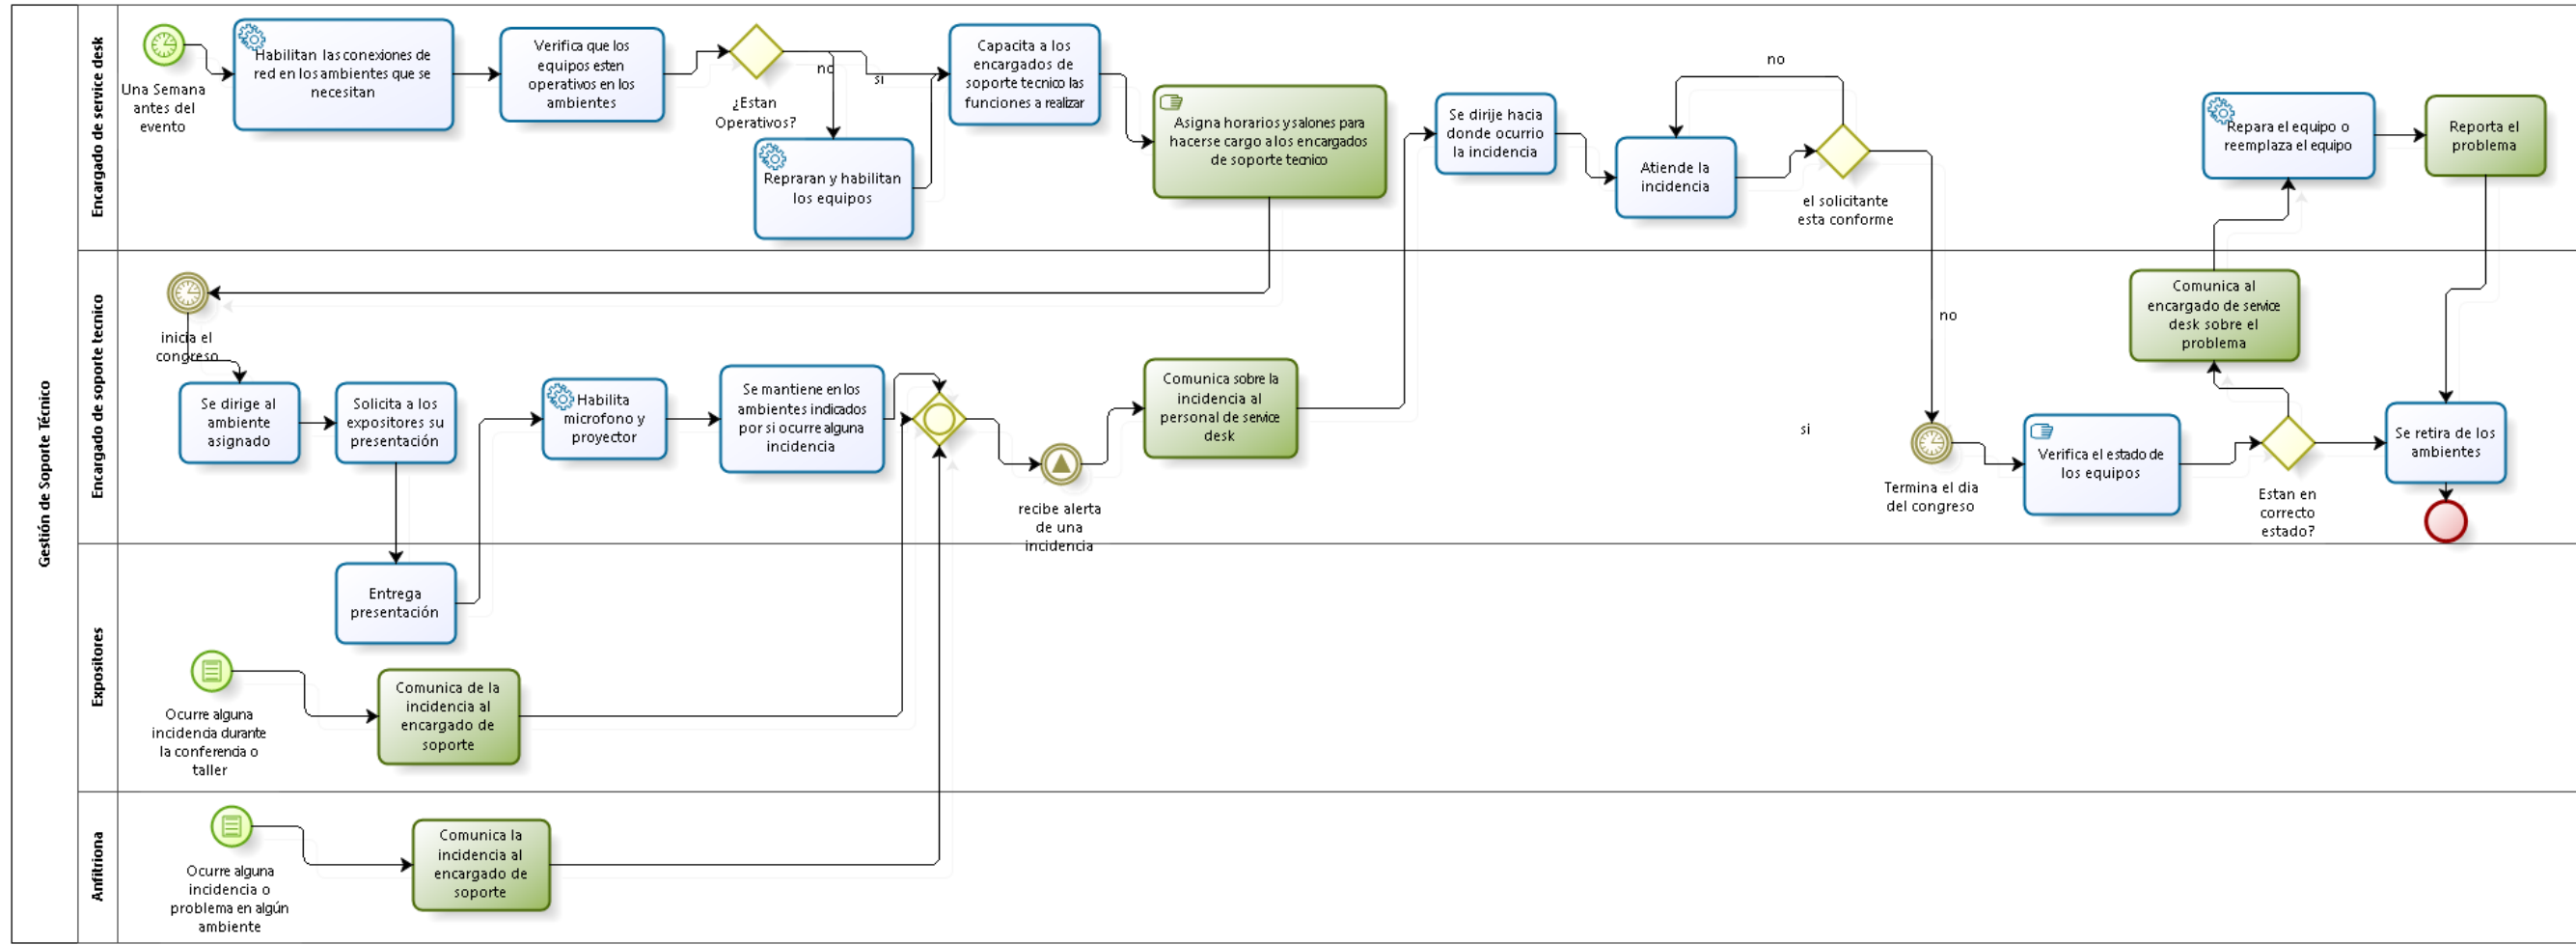 Gestión de Soporte Técnico
Encargado de service desk
Una Semana
antes del
evento
Habilitan las conexiones de
red en los ambientes que se
necesitan
Verifica que los
equipos esten
operativos en los
ambientes
¿Estan
Operativos?
no
si
Repraran y habilitan
los equipos
Capacita a los
encargados de
soporte tecnico las
funciones a realizar
Asigna horarios y salones para
hacerse cargo a los encargados
de soporte tecnico
Se dirije hacia
donde ocurrio
la incidencia
Atiende la
incidencia
no
el solicitante
esta conforme
Repara el equipo o
reemplaza el equipo
Reporta el
problema
Encargado de soporte tecnico
inicia el
congreso
Se dirige al
ambiente
asignado
Solicita a los
expositores su
presentación
Habilita
microfono y
proyector
Se mantiene en los
ambientes indicados
por si ocurre alguna
incidencia
recibe alerta
de una
incidencia
Comunica sobre la
incidencia al
personal de service
desk
si
no
Termina el dia
del congreso
Verifica el estado de
los equipos
Comunica al
encargado de service
desk sobre el
problema
Estan en
correcto
estado?
Se retira de los
ambientes
Expositores
Entrega
presentación
Ocurre alguna
incidencia durante
la conferencia o
taller
Comunica de la
incidencia al
encargado de
soporte
Anfitriona
Ocurre alguna
incidencia o
problema en algún
ambiente
Comunica la
incidencia al
encargado de
soporte